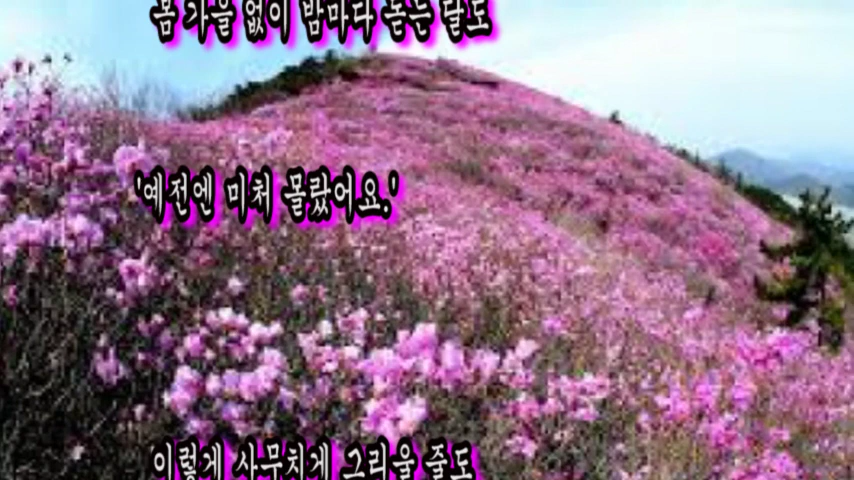 봄 가을 없이 밤마다 돋는 달도
'예전엔 미처 몰랐어요.'
이렇게 사무치게 그리울 줄도